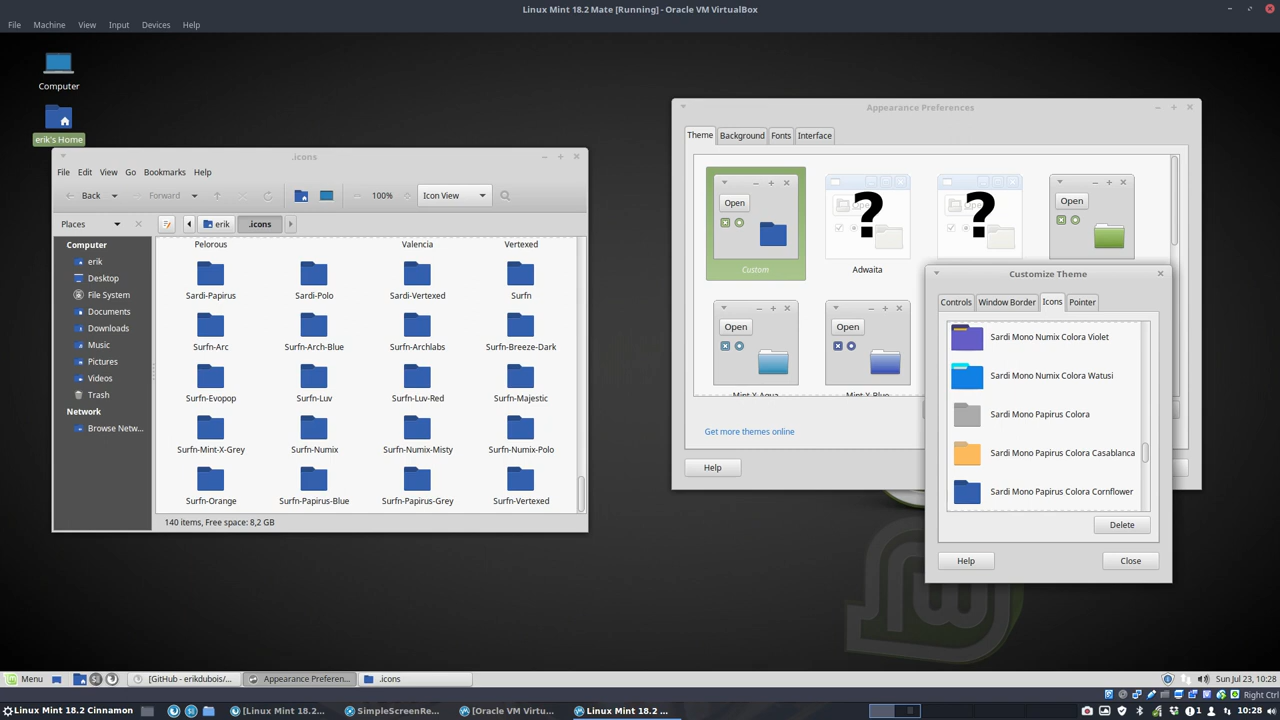 Linux Mint 18.2 Mate [Running] - Oracle VM VirtualBox
File Machine View Input Devices Help
Computer
erik's Home
.icons
File Edit View Go Bookmarks Help
Back Forward 100% Icon View
Places erik .icons
Computer
erik
Desktop
File System
Documents
Downloads
Music
Pictures
Videos
Trash
Network
Browse Netw...
Pelorous Valencia Vertexed
Sardi-Papirus Sardi-Polo Sardi-Vertexed Surfn
Surfn-Arc Surfn-Arch-Blue Surfn-Archlabs Surfn-Breeze-Dark
Surfn-Evopop Surfn-Luv Surfn-Luv-Red Surfn-Majestic
Surfn-Mint-X-Grey Surfn-Numix Surfn-Numix-Misty Surfn-Numix-Polo
Surfn-Orange Surfn-Papirus-Blue Surfn-Papirus-Grey Surfn-Vertexed
140 items, Free space: 8,2 GB
Appearance Preferences
Theme Background Fonts Interface
Open ? ? Open
Custom Adwaita
Open Open
Mint-X-Aqua Mint-X-Blue
Get more themes online
Help
Customize Theme
Controls Window Border Icons Pointer
Sardi Mono Numix Colora Violet
Sardi Mono Numix Colora Watusi
Sardi Mono Papirus Colora
Sardi Mono Papirus Colora Casablanca
Sardi Mono Papirus Colora Cornflower
Delete
Help Close
Menu [GitHub - erikdubois/... Appearance Preferen... .icons Sun Jul 23, 10:28
Right Ctrl
Linux Mint 18.2 Cinnamon [Linux Mint 18.2... SimpleScreenRe... [Oracle VM Virtu... Linux Mint 18.2 ... 1 10:28